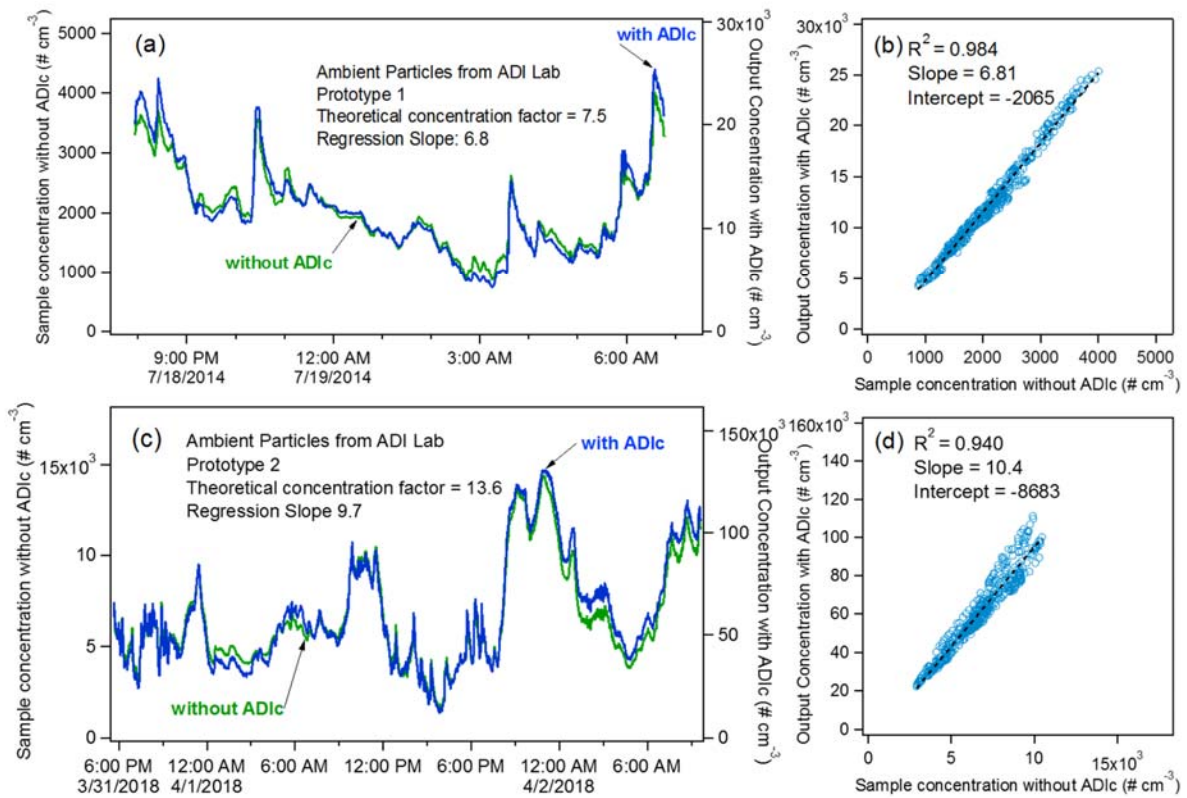 (a)
with ADIc
Ambient Particles from ADI Lab
Prototype 1
Theoretical concentration factor = 7.5
Regression Slope: 6.8
without ADIc
Sample concentration without ADIc (# cm-3)
5000
4000
3000
2000
1000
0
30x10³
20
10
0
Output Concentration with ADIc (# cm-3)
9:00 PM
7/18/2014
12:00 AM
7/19/2014
3:00 AM
6:00 AM
(b)
R² = 0.984
Slope = 6.81
Intercept = -2065
Output Concentration with ADIc (# cm-3)
30x10³
25
20
15
10
5
0
0 1000 2000 3000 4000 5000
Sample concentration without ADIc (# cm-3)
(c)
with ADIc
Ambient Particles from ADI Lab
Prototype 2
Theoretical concentration factor = 13.6
Regression Slope 9.7
without ADIc
Sample concentration without ADIc (# cm-3)
15x10³
10
5
0
150x10³
100
50
0
Output Concentration with ADIc (# cm-3)
6:00 PM
3/31/2018
12:00 AM
4/1/2018
6:00 AM
12:00 PM
6:00 PM
12:00 AM
4/2/2018
6:00 AM
(d)
R² = 0.940
Slope = 10.4
Intercept = -8683
Output Concentration with ADIc (# cm-3)
160x10³
140
120
100
80
60
40
20
0
0 5 10 15x10³
Sample concentration without ADIc (# cm-3)